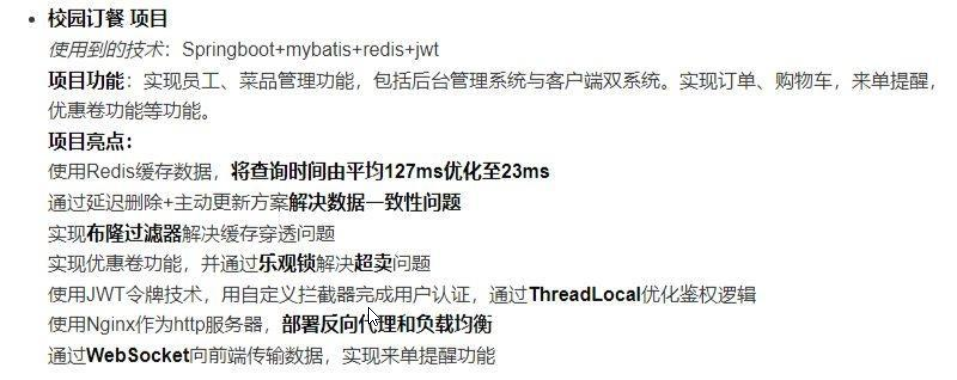 校园订餐 项目
使用到的技术：Springboot+mybatis+redis+jwt
项目功能：实现员工、菜品管理功能，包括后台管理系统与客户端双系统。实现订单、购物车，来单提醒，
优惠卷功能等功能。
项目亮点：
使用Redis缓存数据，将查询时间由平均127ms优化至23ms
通过延迟删除+主动更新方案解决数据一致性问题
实现布隆过滤器解决缓存穿透问题
实现优惠卷功能，并通过乐观锁解决超卖问题
使用JWT令牌技术，用自定义拦截器完成用户认证，通过ThreadLocal优化鉴权逻辑
使用Nginx作为http服务器，部署反向代理和负载均衡
通过WebSocket向前端传输数据，实现来单提醒功能